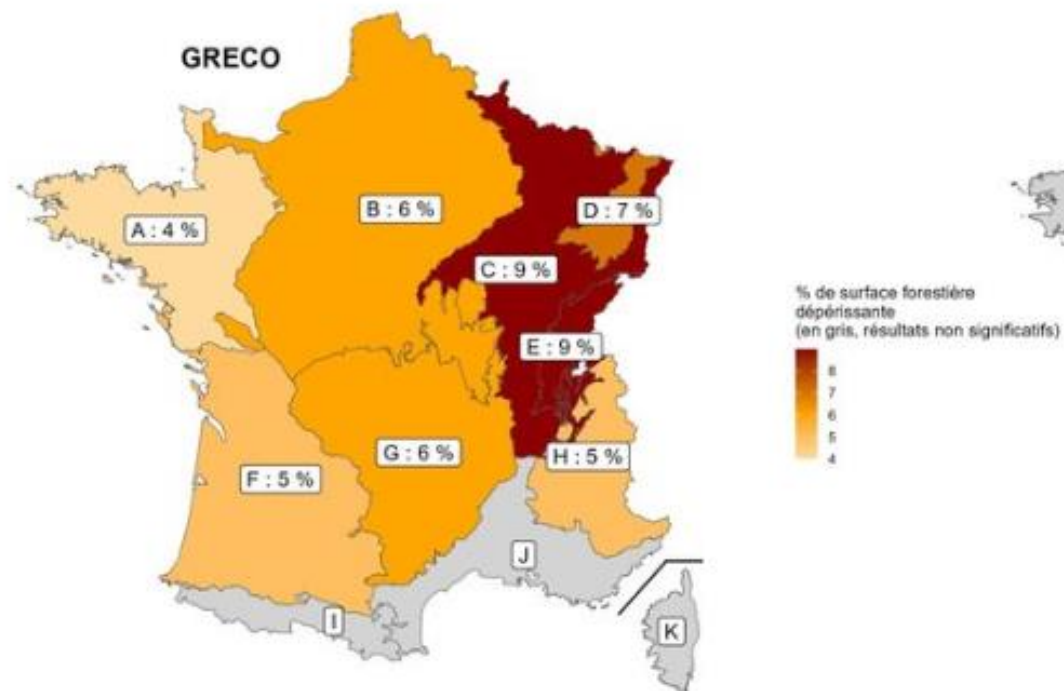 GRECO
A : 4 %
B : 6 %
D : 7 %
C : 9 %
E : 9 %
G : 6 %
H : 5 %
F : 5 %
J
I
K
% de surface forestière
dépérissante
(en gris, résultats non significatifs)
8
7
6
5
4